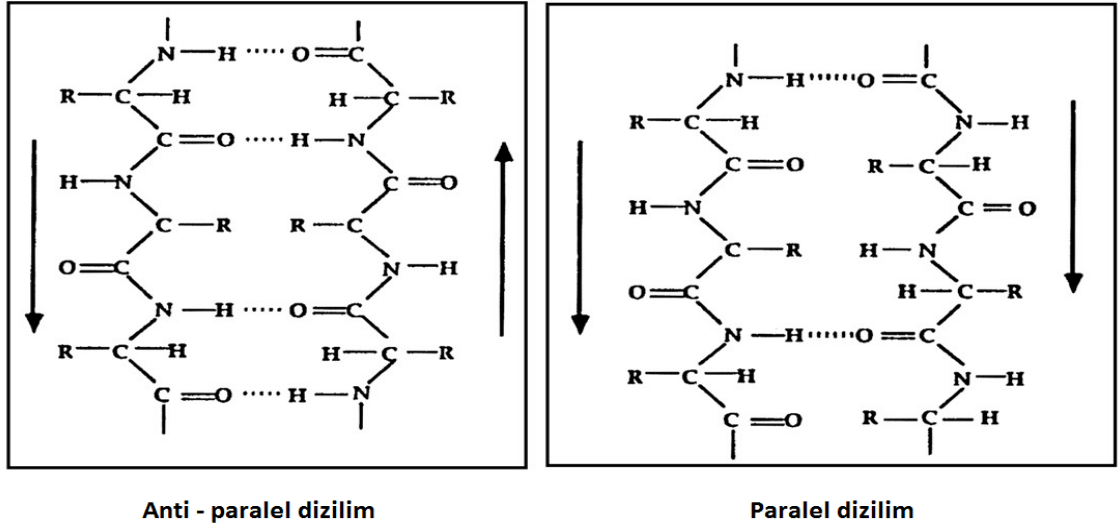 N—H ····· O=C
R—C—H H—C—R
C=O ····· H—N
H—N C=O
C—R R—C
O=C N—H
N—H ····· O=C
R—C—H H—C—R
C=O ····· H—N
Anti - paralel dizilim
N—H ······ O=C
R—C—H N—H
C=O R—C—H
H—N C=O
C—R H—N
O=C H—C—R
N—H ······ O=C
R—C—H N—H
C=O R—C—H
Paralel dizilim